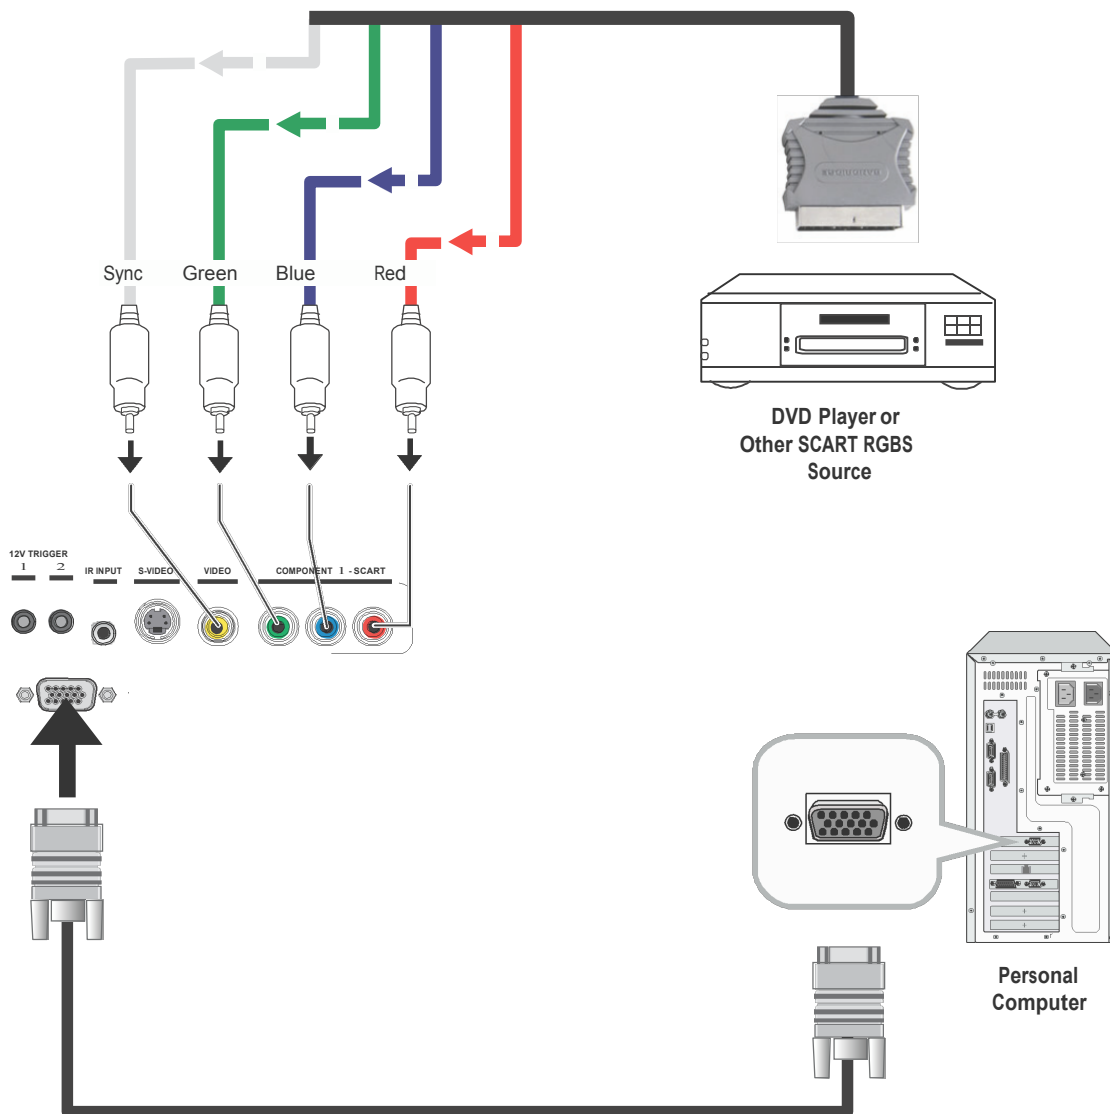 Sync Green Blue Red
DVD Player or
Other SCART RGBS
Source
12V TRIGGER
1 2 IR INPUT S-VIDEO VIDEO COMPONENT 1 - SCART
Personal
Computer